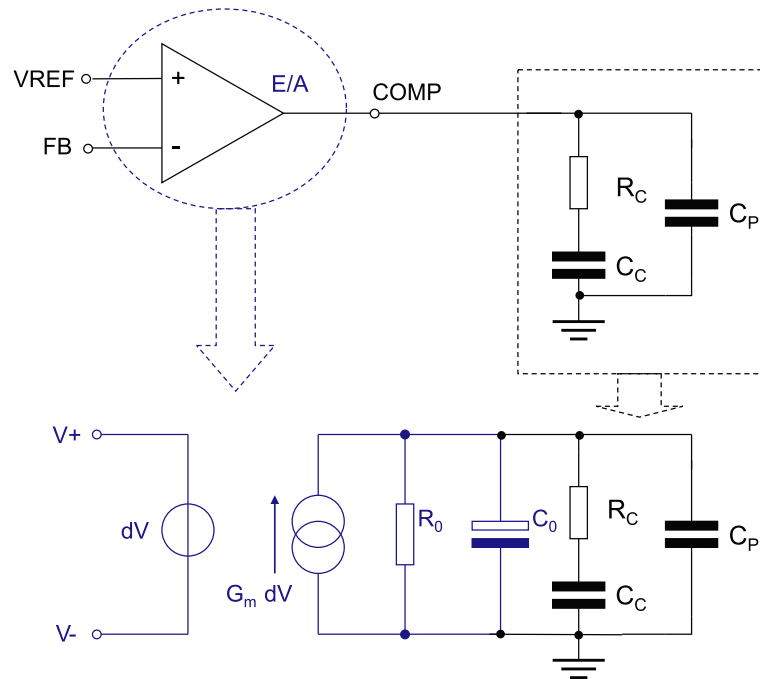 VREF
+
E/A
COMP
FB
-
R_C
C_P
C_C
V+
dV
G_m dV
R_0
C_0
R_C
C_P
C_C
V-